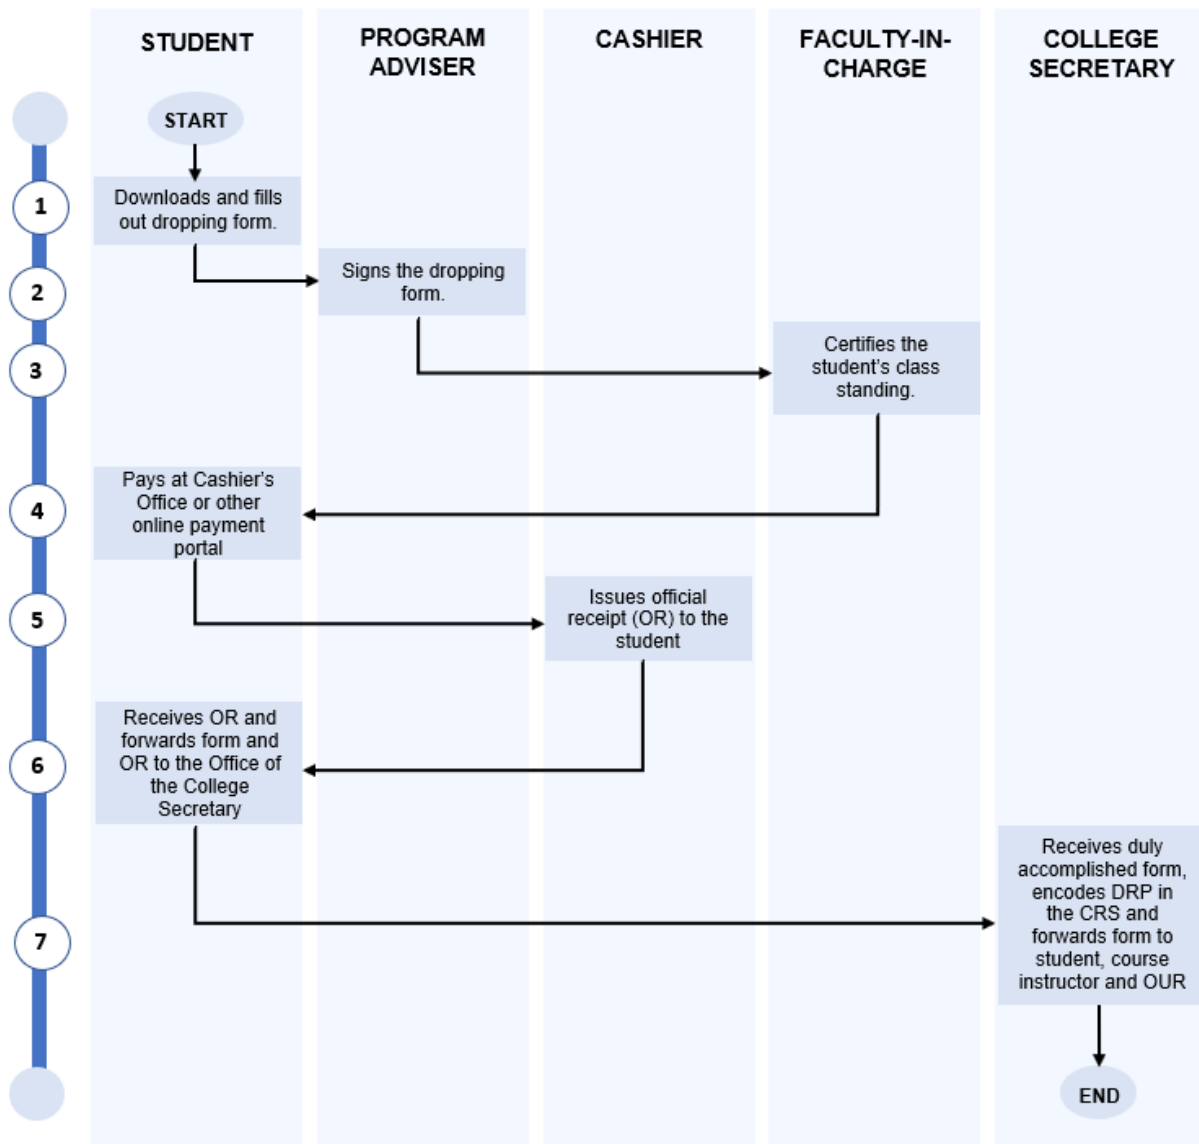 STUDENT
PROGRAM
ADVISER
CASHIER
FACULTY-IN-
CHARGE
COLLEGE
SECRETARY
START
1
Downloads and fills
out dropping form.
2
Signs the dropping
form.
3
Certifies the
student's class
standing.
4
Pays at Cashier's
Office or other
online payment
portal
5
Issues official
receipt (OR) to the
student
6
Receives OR and
forwards form and
OR to the Office of
the College
Secretary
7
Receives duly
accomplished form,
encodes DRP in
the CRS and
forwards form to
student, course
instructor and OUR
END